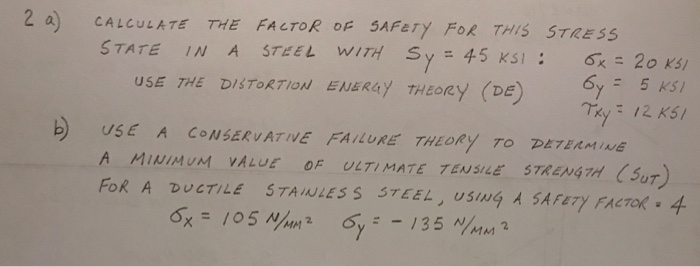 2 a) CALCULATE THE FACTOR OF SAFETY FOR THIS STRESS
STATE IN A STEEL WITH Sy = 45 KSI : σx = 20 KSI
USE THE DISTORTION ENERGY THEORY (DE) σy = 5 KSI
τxy = 12 KSI
b) USE A CONSERVATIVE FAILURE THEORY TO DETERMINE
A MINIMUM VALUE OF ULTIMATE TENSILE STRENGTH (SUT)
FOR A DUCTILE STAINLESS STEEL, USING A SAFETY FACTOR = 4
σx = 105 N/MM² σy = - 135 N/MM²